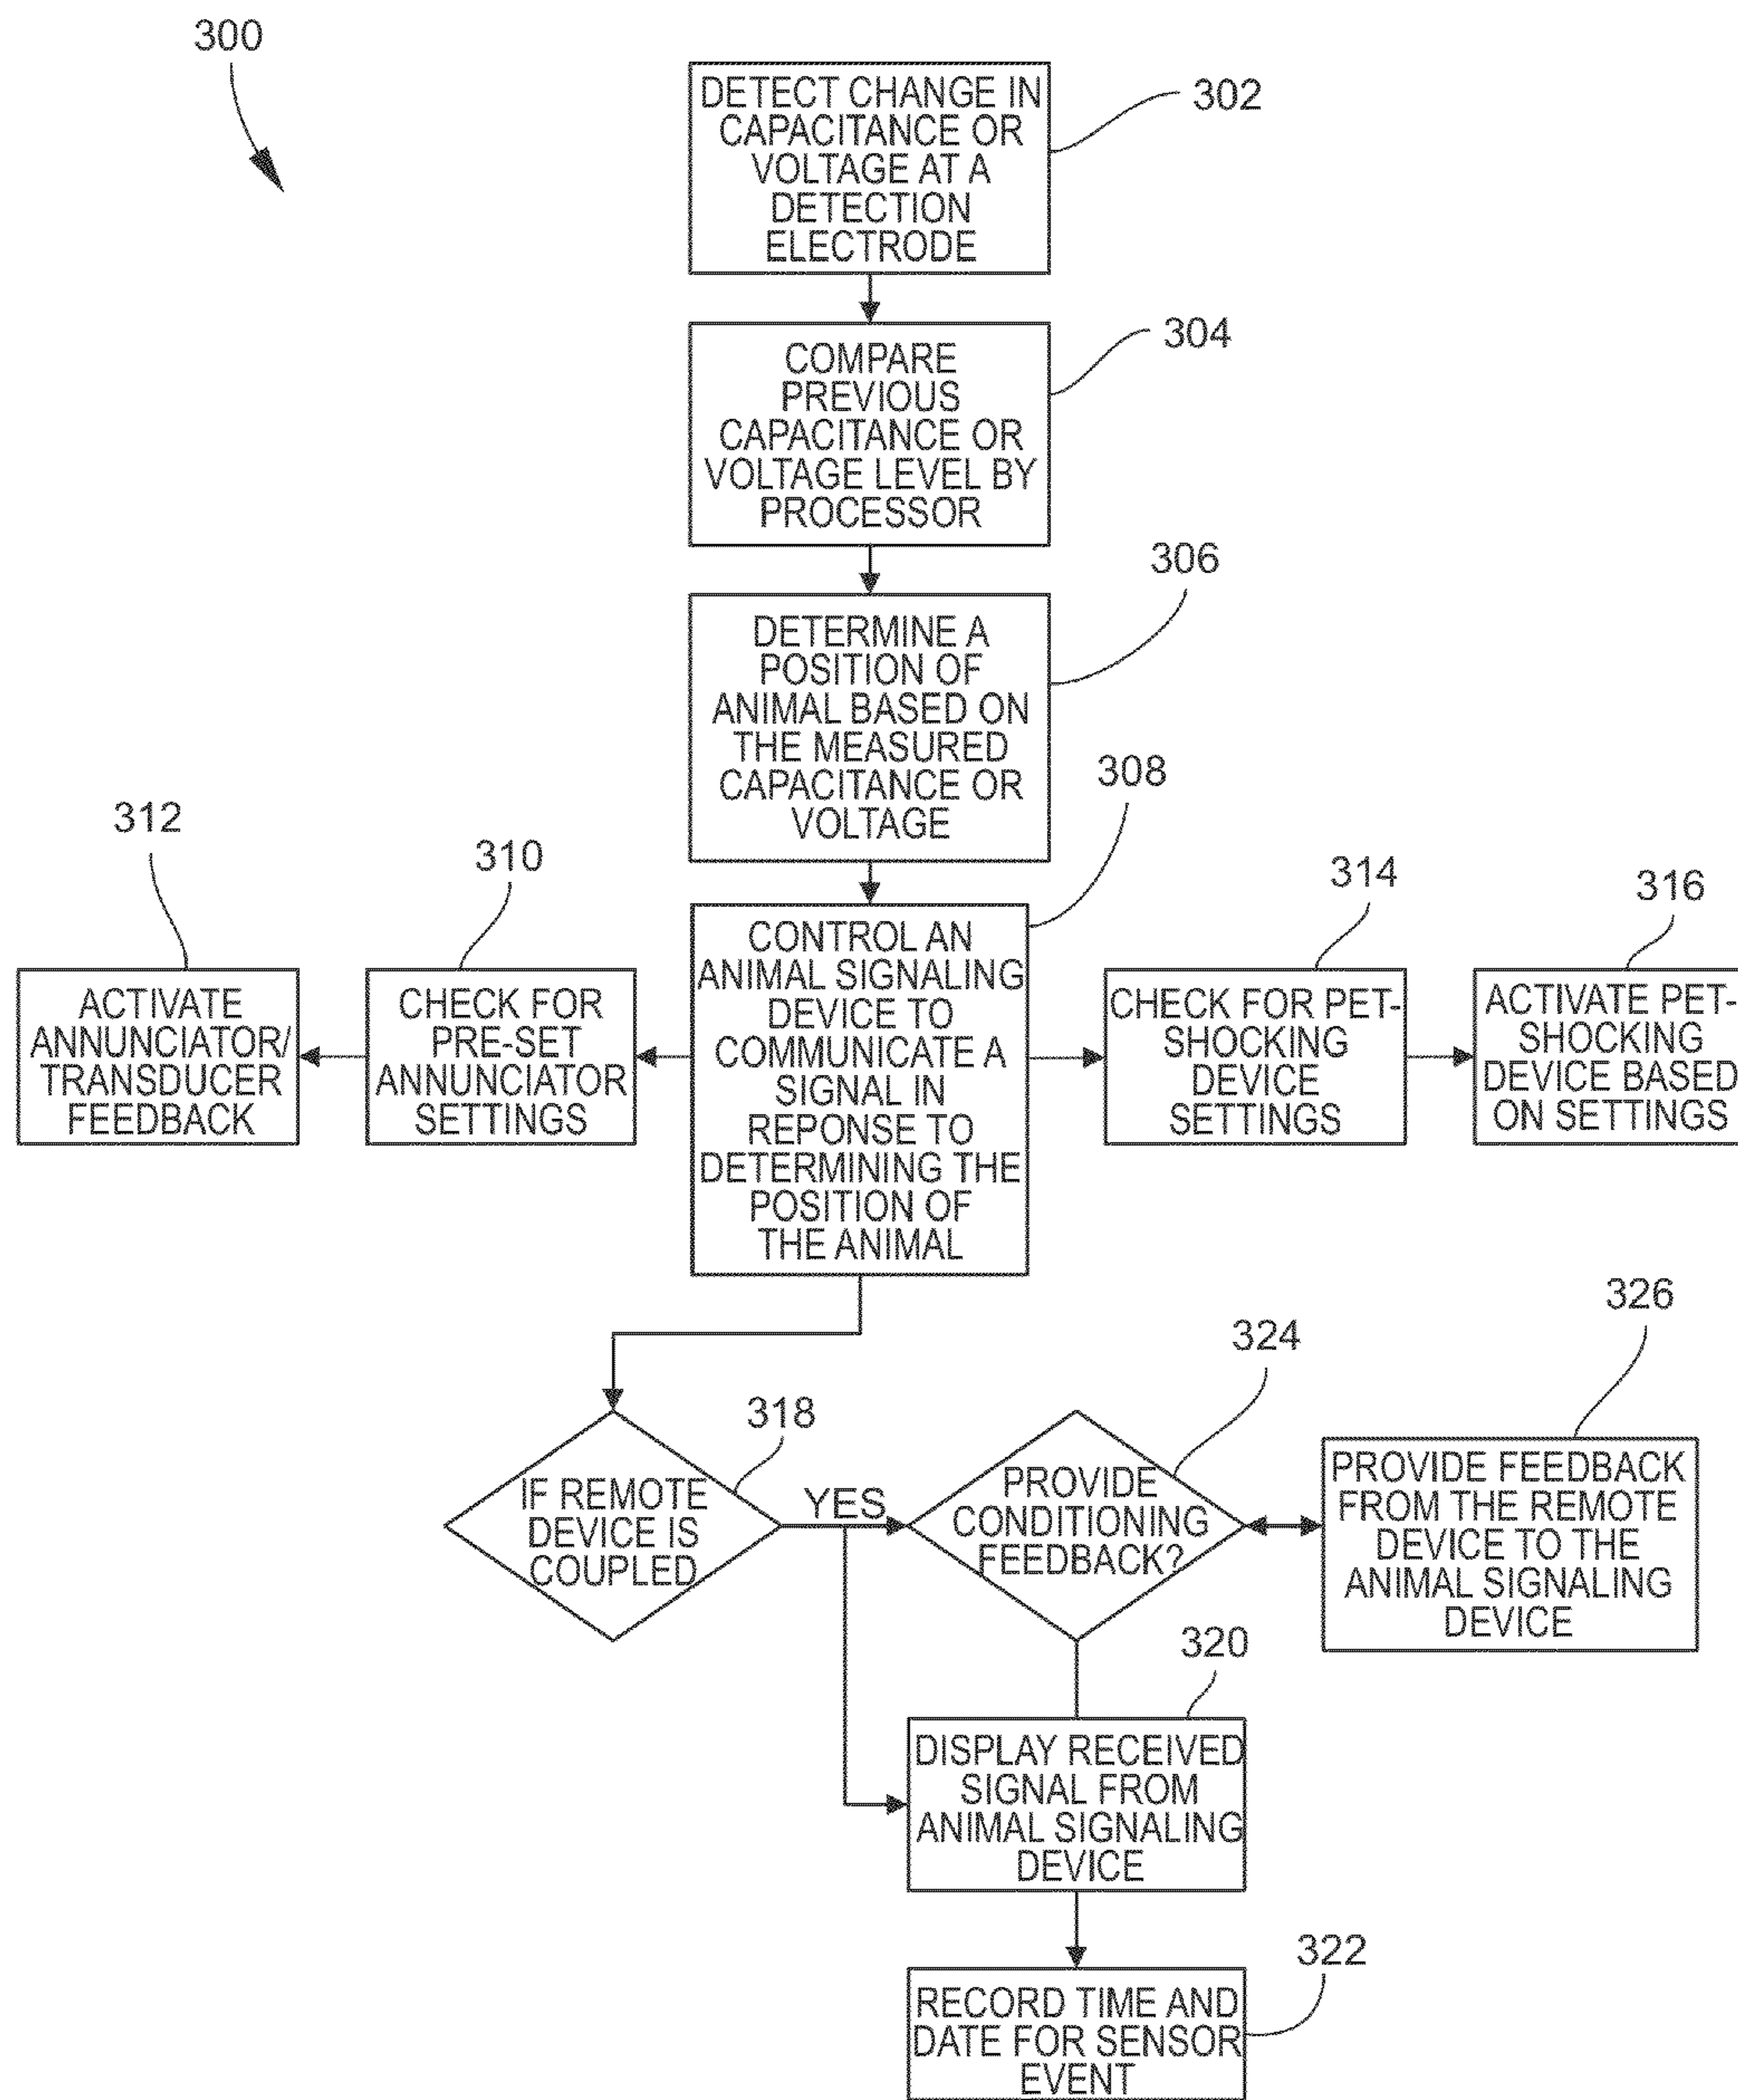 300
DETECT CHANGE IN
CAPACITANCE OR
VOLTAGE AT A
DETECTION
ELECTRODE
302
COMPARE
PREVIOUS
CAPACITANCE OR
VOLTAGE LEVEL BY
PROCESSOR
304
DETERMINE A
POSITION OF
ANIMAL BASED ON
THE MEASURED
CAPACITANCE OR
VOLTAGE
306
308
CONTROL AN
ANIMAL SIGNALING
DEVICE TO
COMMUNICATE A
SIGNAL IN
REPONSE TO
DETERMINING THE
POSITION OF
THE ANIMAL
312
ACTIVATE
ANNUNCIATOR/
TRANSDUCER
FEEDBACK
310
CHECK FOR
PRE-SET
ANNUNCIATOR
SETTINGS
314
CHECK FOR PET-
SHOCKING
DEVICE
SETTINGS
316
ACTIVATE PET-
SHOCKING
DEVICE BASED
ON SETTINGS
318
IF REMOTE
DEVICE IS
COUPLED
YES
324
PROVIDE
CONDITIONING
FEEDBACK?
326
PROVIDE FEEDBACK
FROM THE REMOTE
DEVICE TO THE
ANIMAL SIGNALING
DEVICE
320
DISPLAY RECEIVED
SIGNAL FROM
ANIMAL SIGNALING
DEVICE
322
RECORD TIME AND
DATE FOR SENSOR
EVENT